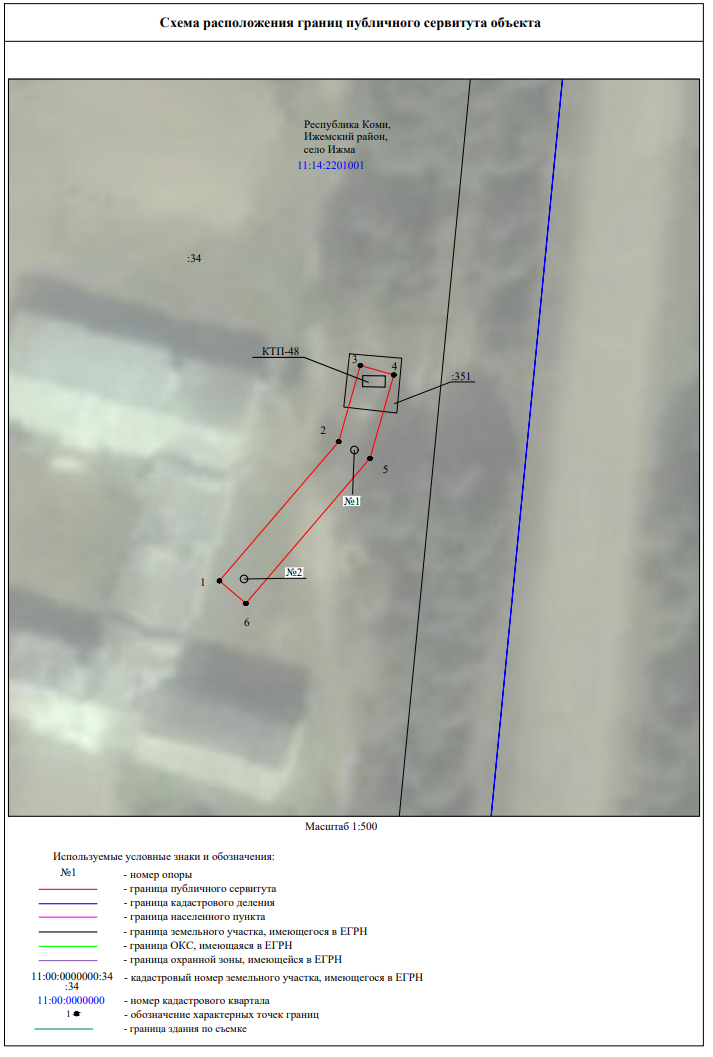 Схема расположения границ публичного сервитута объекта
Республика Коми,
Ижемский район,
село Ижма
11:14:2201001
:34
КТП-48
3
4
:351
2
5
№1
1
№2
6
Масштаб 1:500
Используемые условные знаки и обозначения:
№1 - номер опоры
- граница публичного сервитута
- граница кадастрового деления
- граница населенного пункта
- граница земельного участка, имеющегося в ЕГРН
- граница ОКС, имеющаяся в ЕГРН
- граница охранной зоны, имеющейся в ЕГРН
11:00:0000000:34 - кадастровый номер земельного участка, имеющегося в ЕГРН
:34
11:00:0000000 - номер кадастрового квартала
1 - обозначение характерных точек границ
- граница здания по съемке